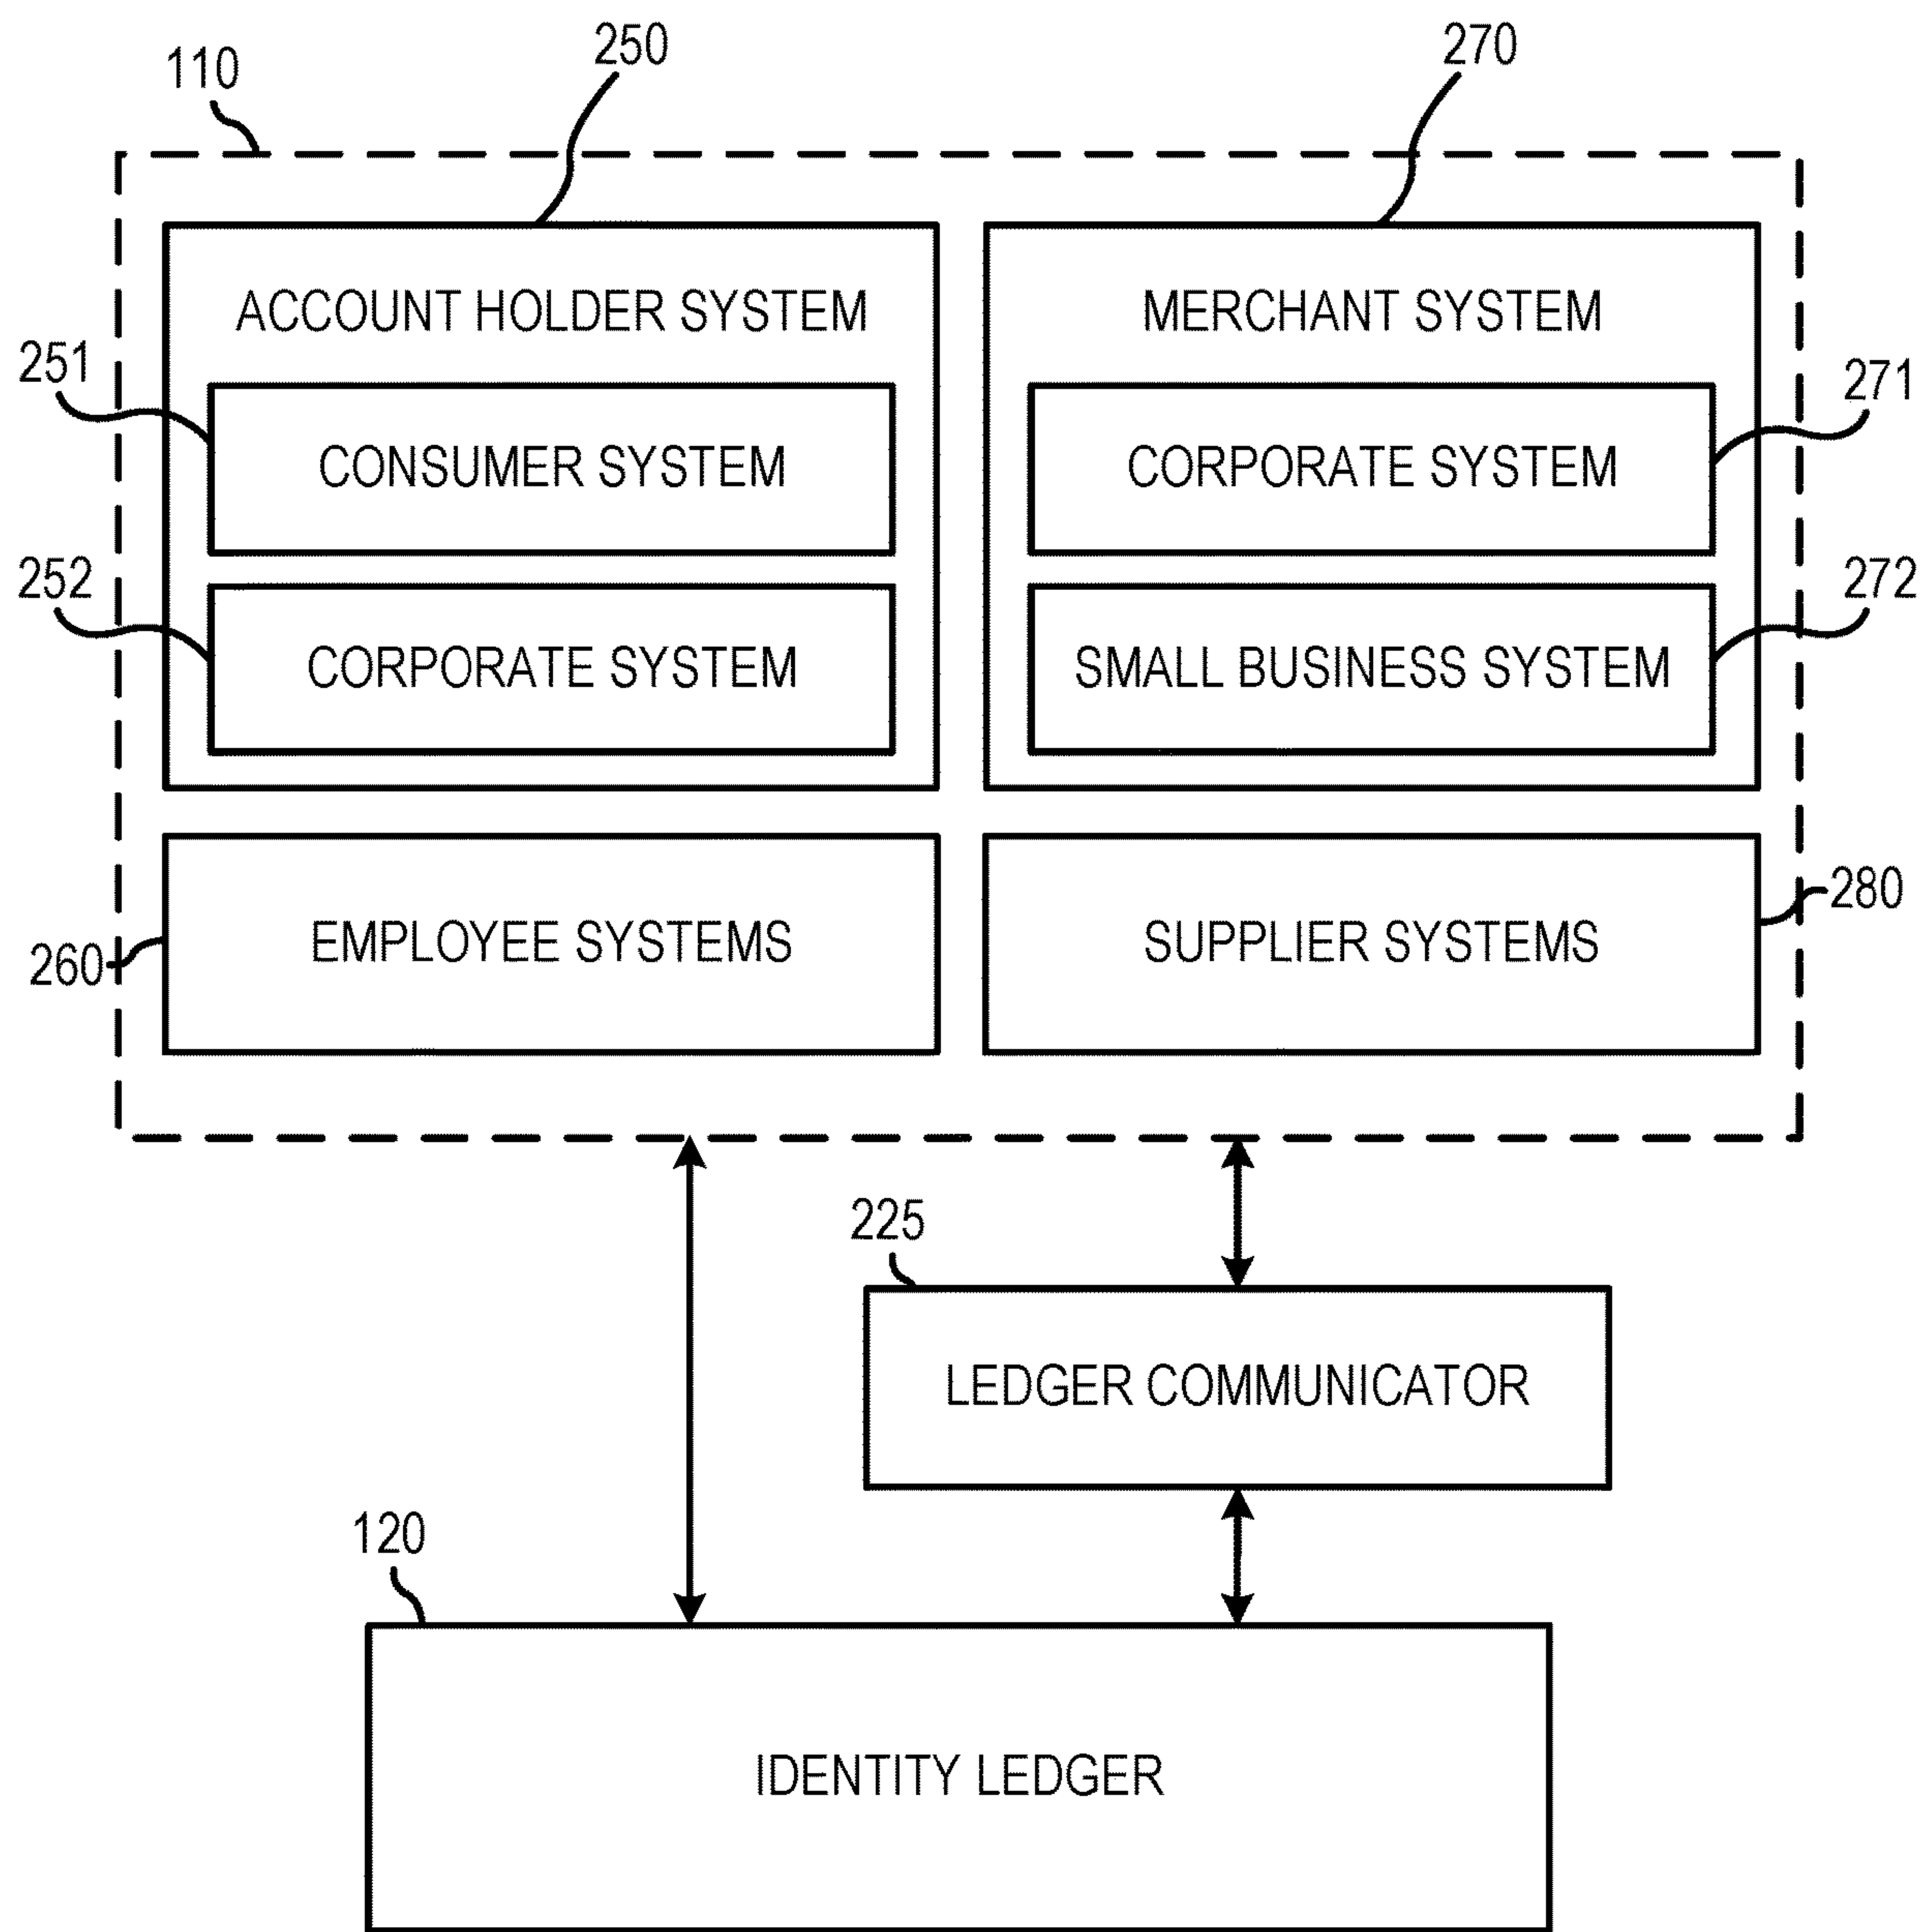 250
270
110
ACCOUNT HOLDER SYSTEM
MERCHANT SYSTEM
251
271
CONSUMER SYSTEM
CORPORATE SYSTEM
252
272
CORPORATE SYSTEM
SMALL BUSINESS SYSTEM
260
EMPLOYEE SYSTEMS
SUPPLIER SYSTEMS
280
225
LEDGER COMMUNICATOR
120
IDENTITY LEDGER